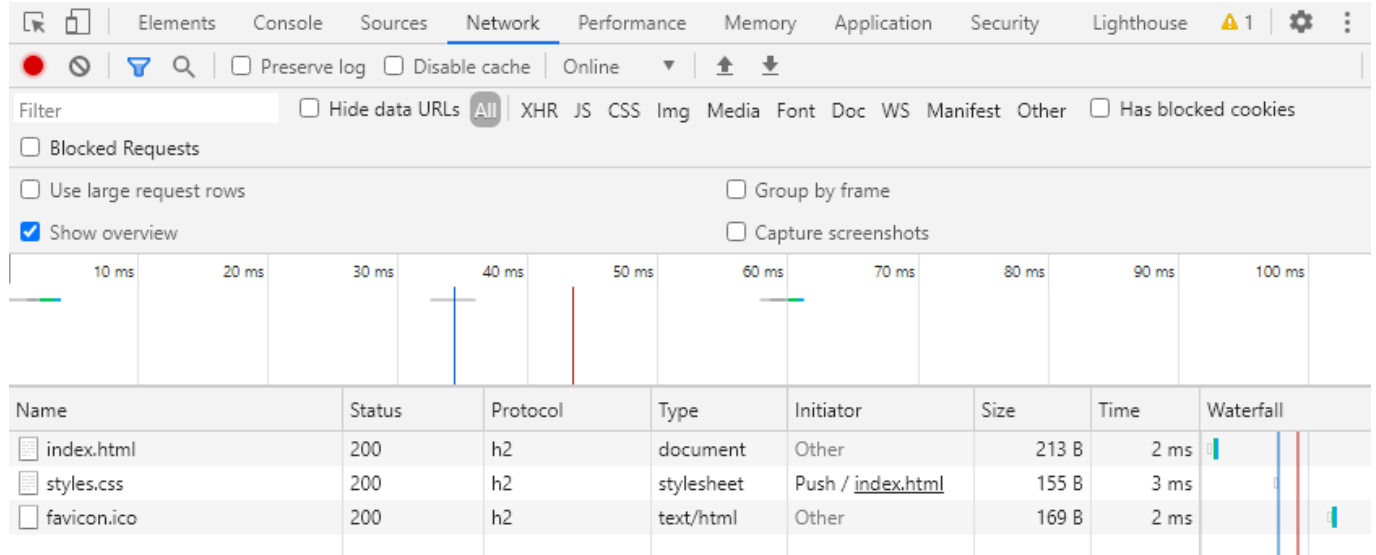 Elements Console Sources Network Performance Memory Application Security Lighthouse 1
Preserve log Disable cache Online
Filter Hide data URLs All XHR JS CSS Img Media Font Doc WS Manifest Other Has blocked cookies
Blocked Requests
Use large request rows Group by frame
Show overview Capture screenshots
10 ms 20 ms 30 ms 40 ms 50 ms 60 ms 70 ms 80 ms 90 ms 100 ms
Name Status Protocol Type Initiator Size Time Waterfall
index.html 200 h2 document Other 213 B 2 ms
styles.css 200 h2 stylesheet Push / index.html 155 B 3 ms
favicon.ico 200 h2 text/html Other 169 B 2 ms